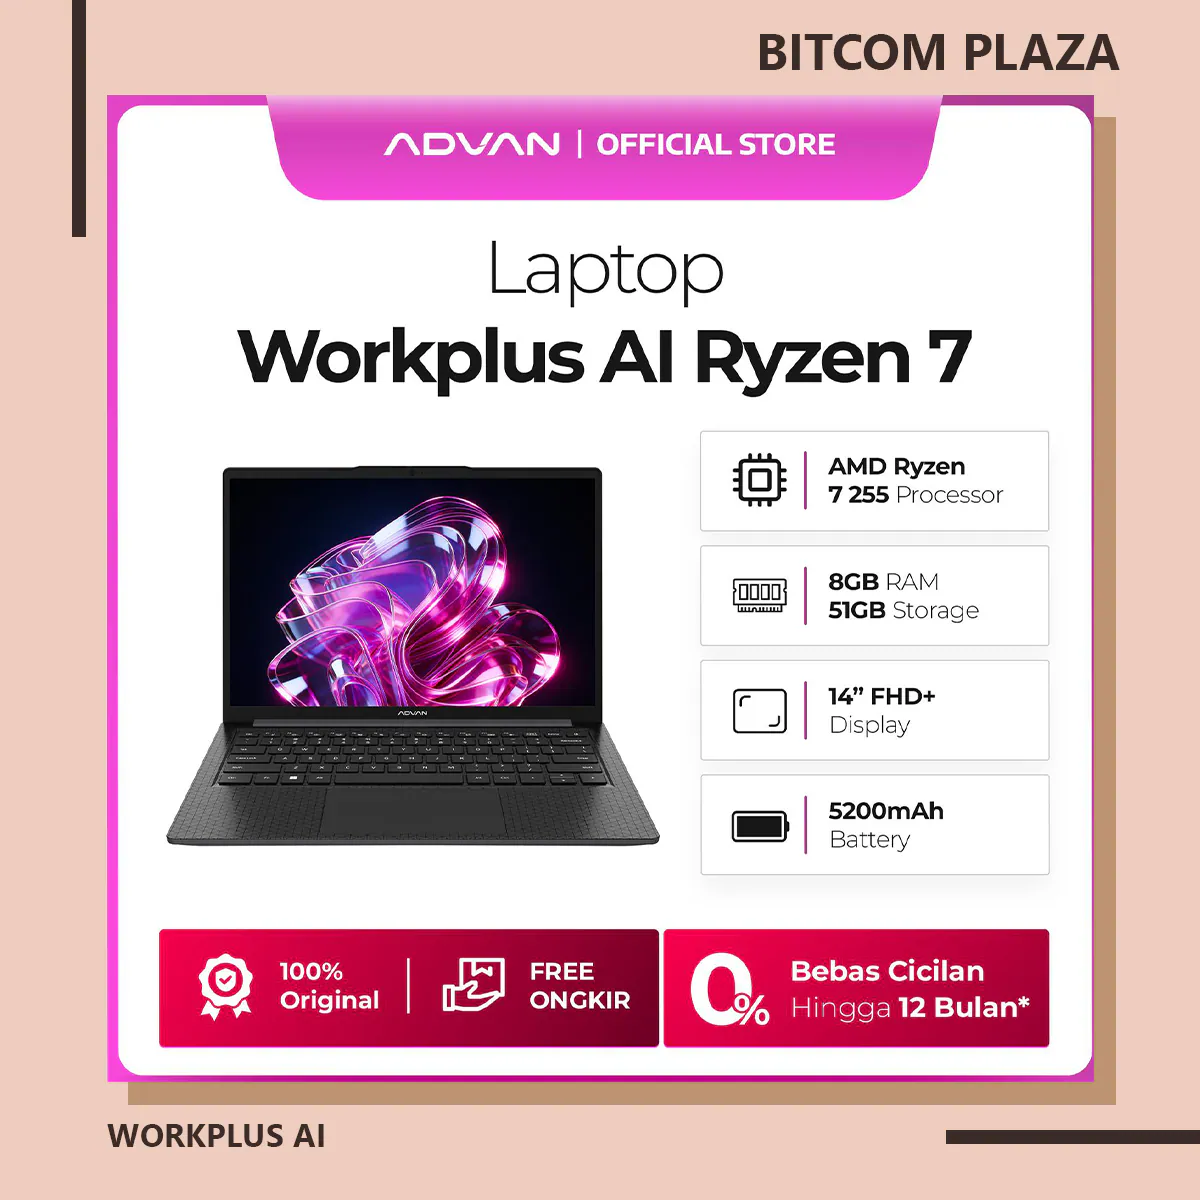 BITCOM PLAZA
ADVAN | OFFICIAL STORE
Laptop
Workplus AI Ryzen 7
AMD Ryzen
7 255 Processor
8GB RAM
51GB Storage
14” FHD+
Display
5200mAh
Battery
ADVAN
100%
Original
FREE
ONGKIR
0%
Bebas Cicilan
Hingga 12 Bulan*
WORKPLUS AI